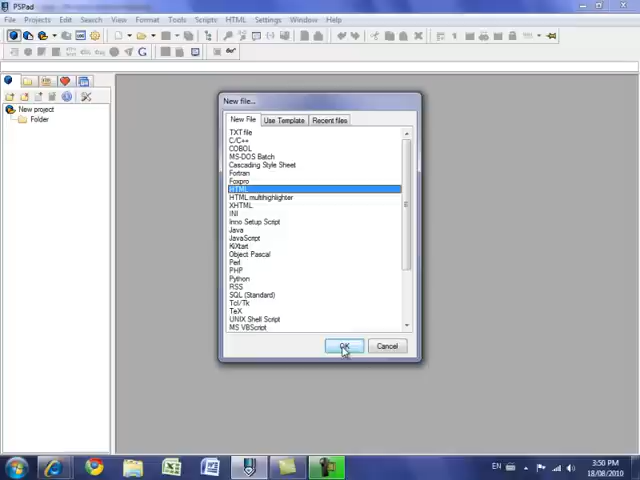 PSPad
File Projects Edit Search View Format Tools Scripts HTML Settings Window Help
New file...
New File Use Template Recent files
New project
Folder
TXT file
C/C++
COBOL
MS-DOS Batch
Cascading Style Sheet
Fortran
Foxpro
HTML
HTML multihighlighter
XHTML
INI
Inno Setup Script
Java
JavaScript
KiXtart
Object Pascal
Perl
PHP
Python
RSS
SQL (Standard)
Tcl/Tk
TeX
UNIX Shell Script
MS VBScript
OK Cancel
EN
3:50 PM
18/08/2010